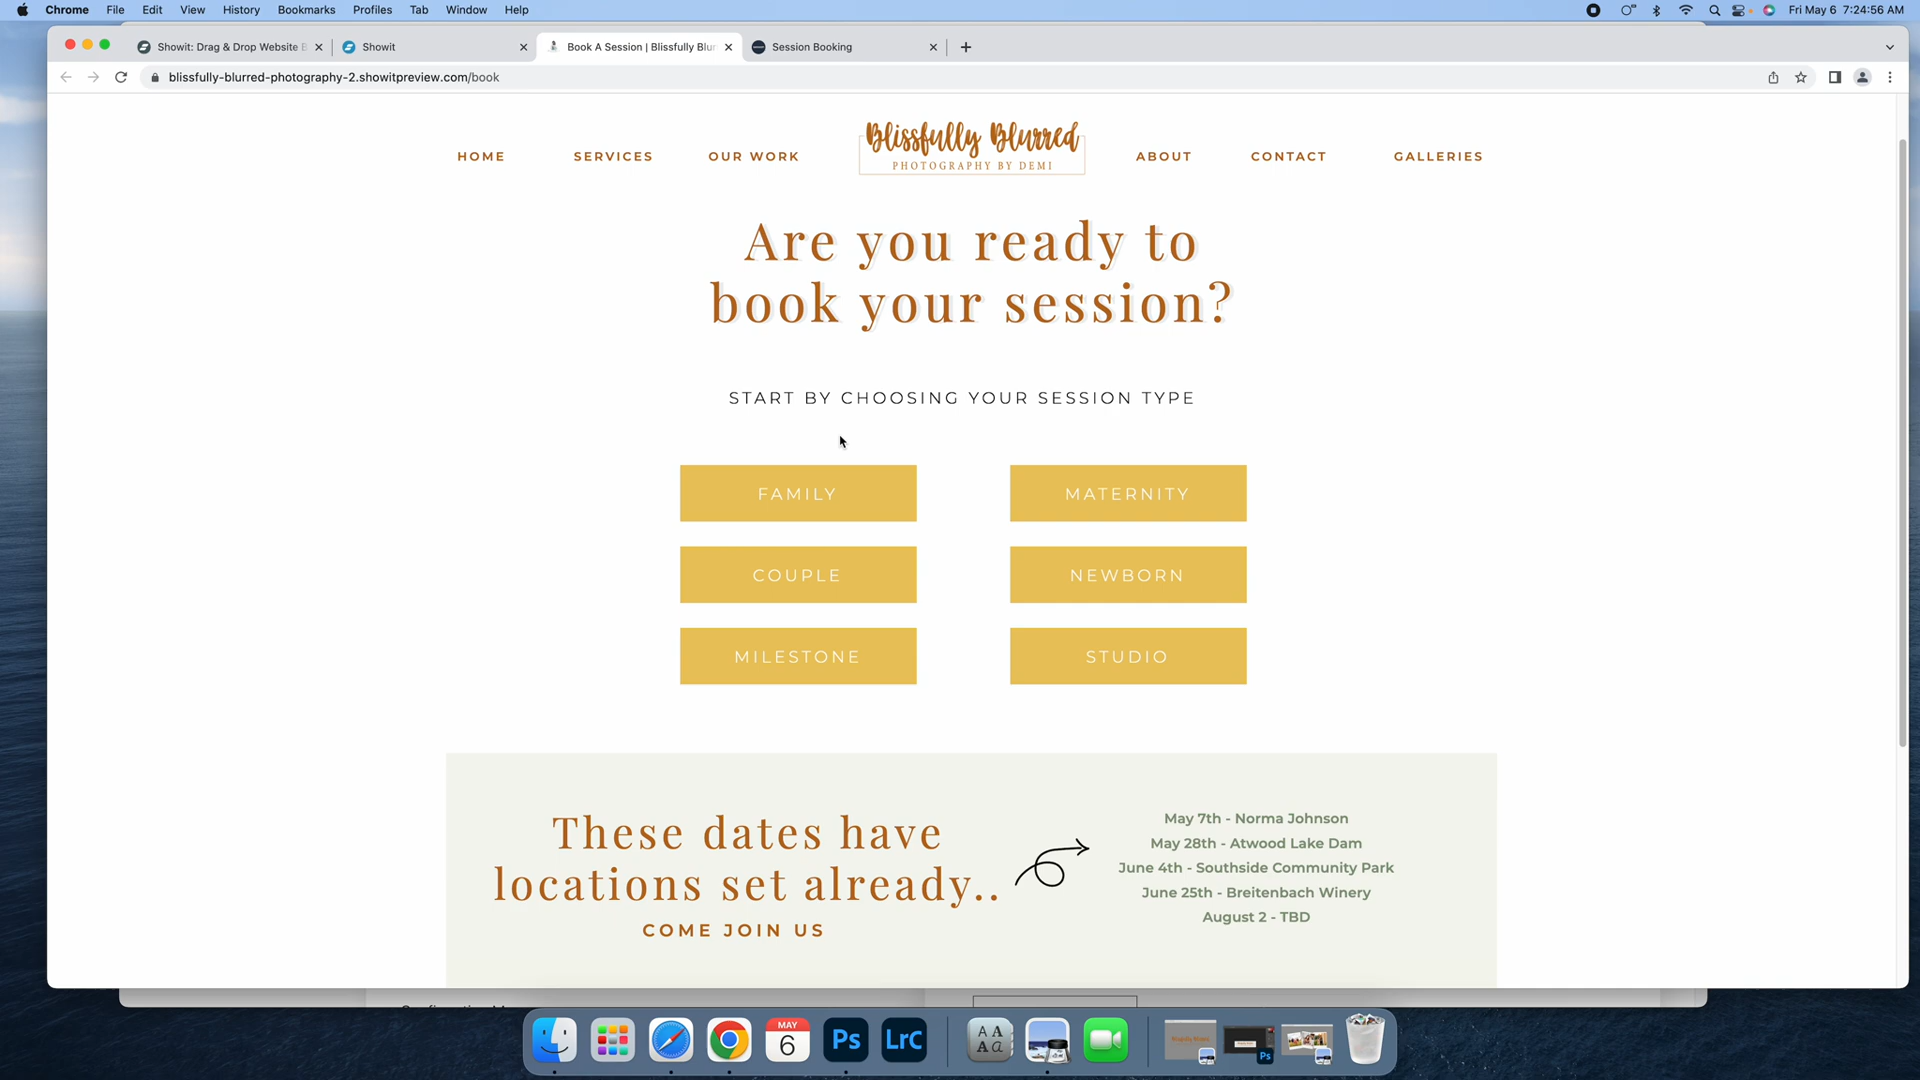 Chrome File Edit View History Bookmarks Profiles Tab Window Help
Fri May 6 7:24:56 AM
Showit: Drag & Drop Website B
Showit
Book A Session | Blissfully Blur
Session Booking
blissfully-blurred-photography-2.showitpreview.com/book
HOME SERVICES OUR WORK
Blissfully Blurred
PHOTOGRAPHY BY DEMI
ABOUT CONTACT GALLERIES
Are you ready to
book your session?
START BY CHOOSING YOUR SESSION TYPE
FAMILY MATERNITY
COUPLE NEWBORN
MILESTONE STUDIO
These dates have
locations set already..
COME JOIN US
May 7th - Norma Johnson
May 28th - Atwood Lake Dam
June 4th - Southside Community Park
June 25th - Breitenbach Winery
August 2 - TBD
MAY
6
Ps
LrC
AA
Aa
Ps